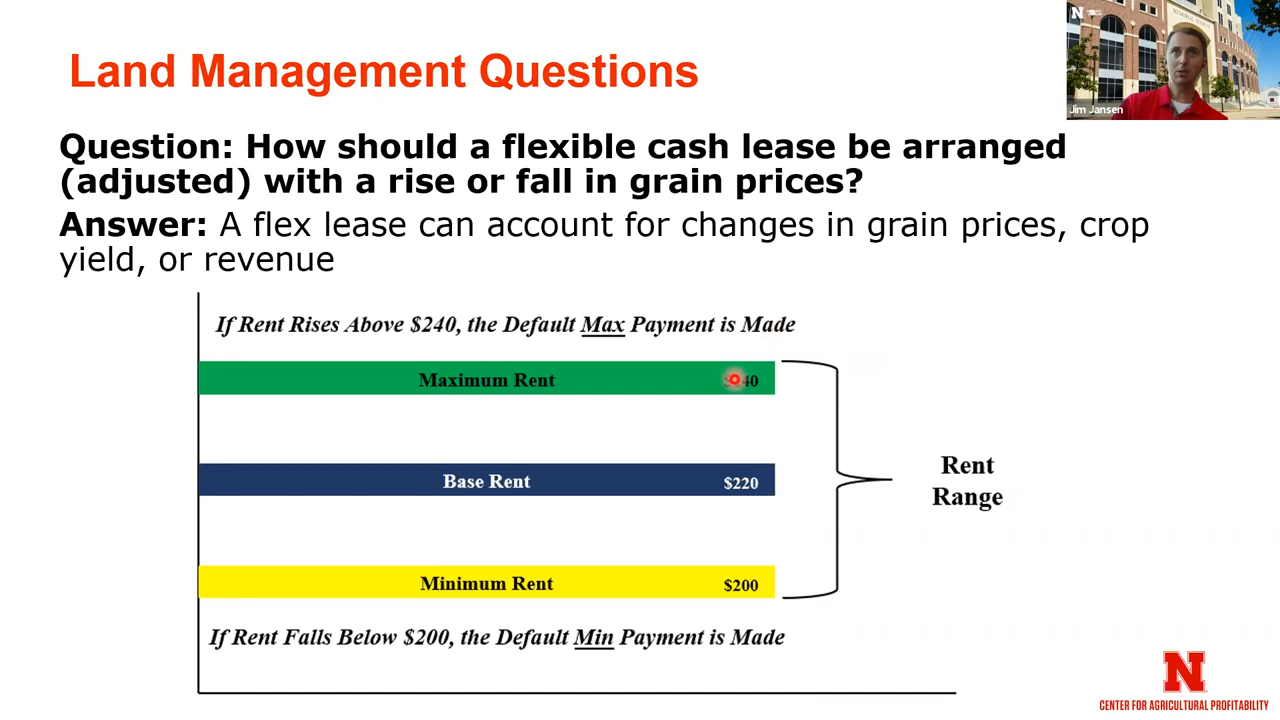 Land Management Questions
N
MEMORIAL STADIUM
Jim Jansen
Question: How should a flexible cash lease be arranged
(adjusted) with a rise or fall in grain prices?
Answer: A flex lease can account for changes in grain prices, crop
yield, or revenue
If Rent Rises Above $240, the Default Max Payment is Made
Maximum Rent 40
Base Rent $220
Minimum Rent $200
Rent
Range
If Rent Falls Below $200, the Default Min Payment is Made
N
CENTER FOR AGRICULTURAL PROFITABILITY